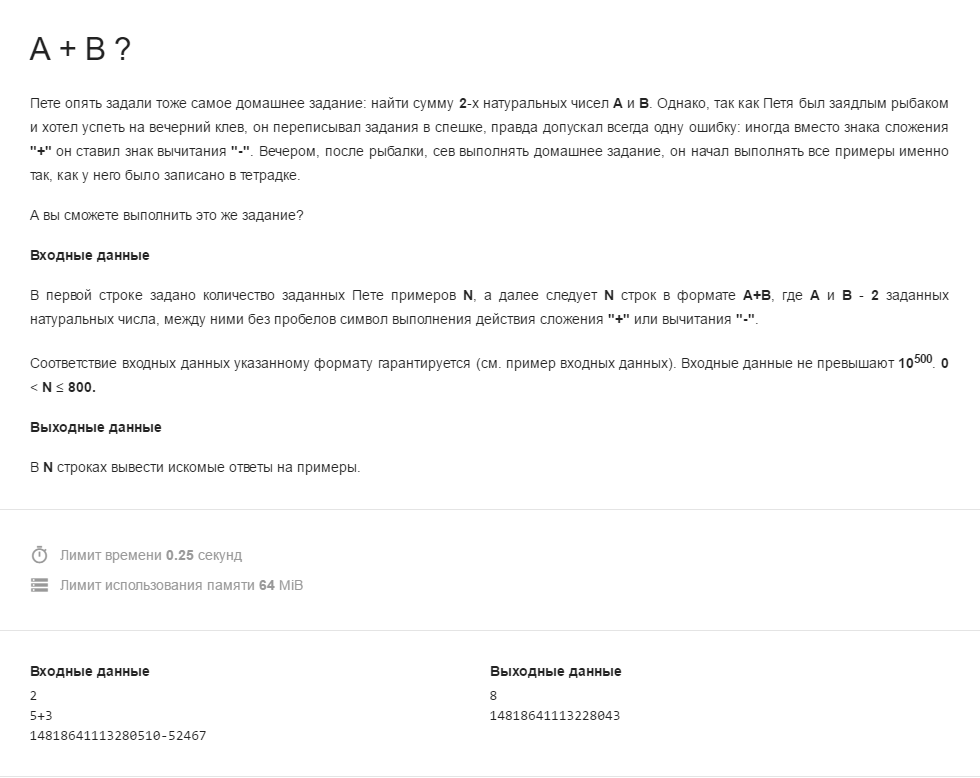 A + B ?
Пете опять задали тоже самое домашнее задание: найти сумму 2-х натуральных чисел A и B. Однако, так как Петя был заядлым рыбаком
и хотел успеть на вечерний клев, он переписывал задания в спешке, правда допускал всегда одну ошибку: иногда вместо знака сложения
"+" он ставил знак вычитания "-". Вечером, после рыбалки, сев выполнять домашнее задание, он начал выполнять все примеры именно
так, как у него было записано в тетрадке.
А вы сможете выполнить это же задание?
Входные данные
В первой строке задано количество заданных Пете примеров N, а далее следует N строк в формате A+B, где A и B - 2 заданных
натуральных числа, между ними без пробелов символ выполнения действия сложения "+" или вычитания "-".
Соответствие входных данных указанному формату гарантируется (см. пример входных данных). Входные данные не превышают 10^500. 0
< N ≤ 800.
Выходные данные
В N строках вывести искомые ответы на примеры.
Лимит времени 0.25 секунд
Лимит использования памяти 64 MiB
Входные данные
2
5+3
14818641113280510-52467
Выходные данные
8
14818641113228043